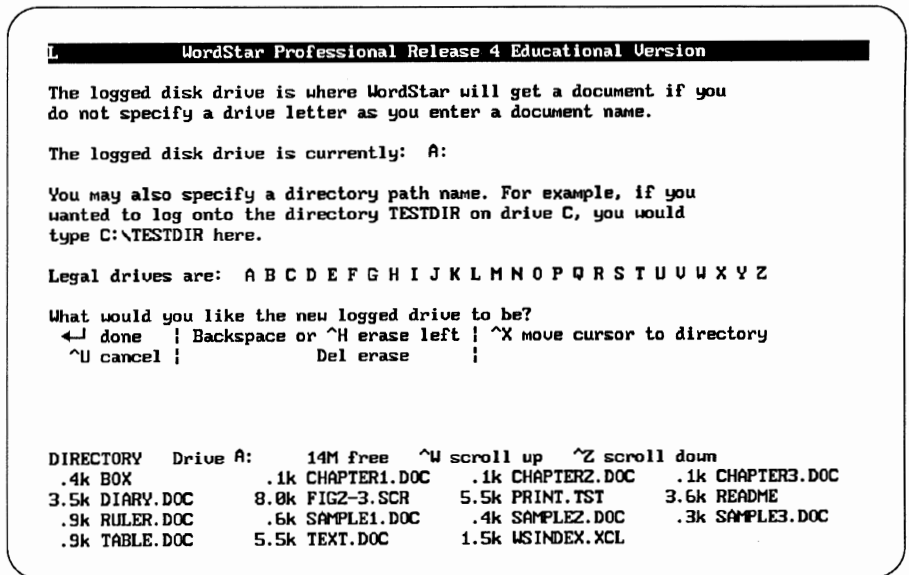 L WordStar Professional Release 4 Educational Version
The logged disk drive is where WordStar will get a document if you
do not specify a drive letter as you enter a document name.
The logged disk drive is currently: A:
You may also specify a directory path name. For example, if you
wanted to log onto the directory TESTDIR on drive C, you would
type C:\TESTDIR here.
Legal drives are: A B C D E F G H I J K L M N O P Q R S T U V W X Y Z
What would you like the new logged drive to be?
↵ done ¦ Backspace or ^H erase left ¦ ^X move cursor to directory
^U cancel ¦ Del erase ¦
DIRECTORY Drive A: 14M free ^W scroll up ^Z scroll down
.4k BOX .1k CHAPTER1.DOC .1k CHAPTER2.DOC .1k CHAPTER3.DOC
3.5k DIARY.DOC 8.0k FIG2-3.SCR 5.5k PRINT.TST 3.6k README
.9k RULER.DOC .6k SAMPLE1.DOC .4k SAMPLE2.DOC .3k SAMPLE3.DOC
.9k TABLE.DOC 5.5k TEXT.DOC 1.5k WSINDEX.XCL